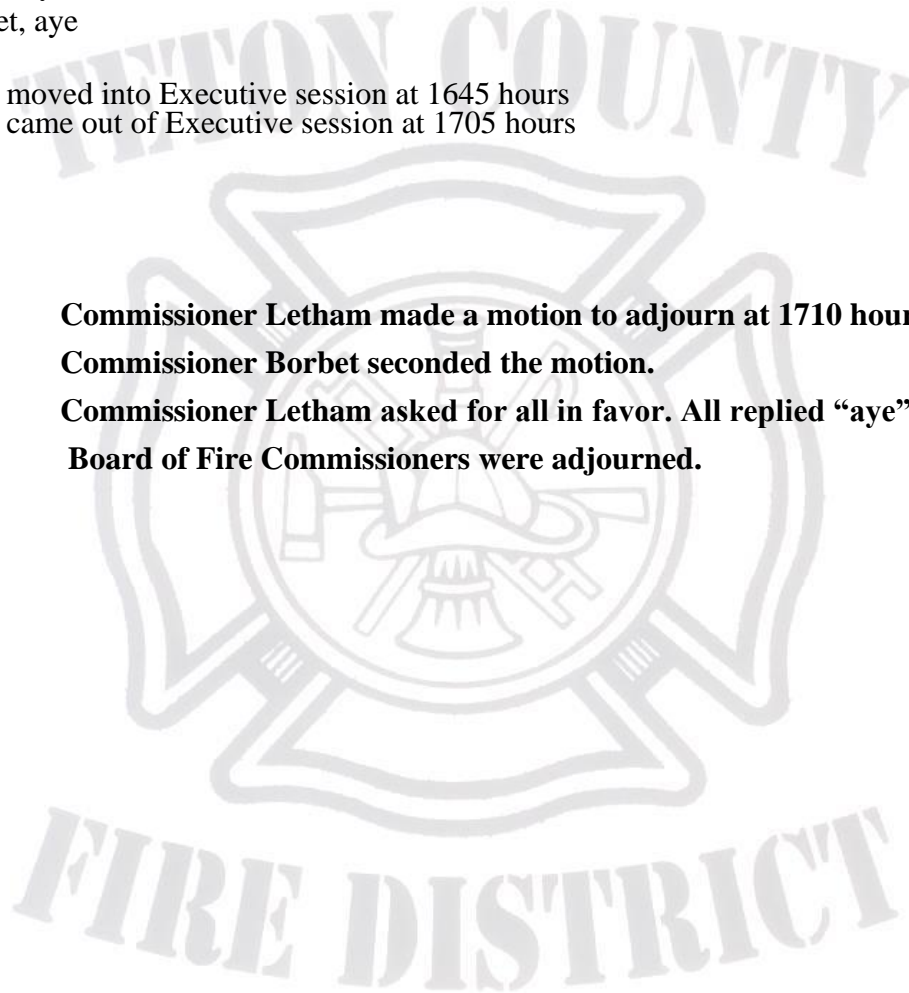 et, aye
TETON COUNTY
moved into Executive session at 1645 hours
came out of Executive session at 1705 hours
Commissioner Letham made a motion to adjourn at 1710 hour
Commissioner Borbet seconded the motion.
Commissioner Letham asked for all in favor. All replied “aye”
Board of Fire Commissioners were adjourned.
FIRE DISTRICT